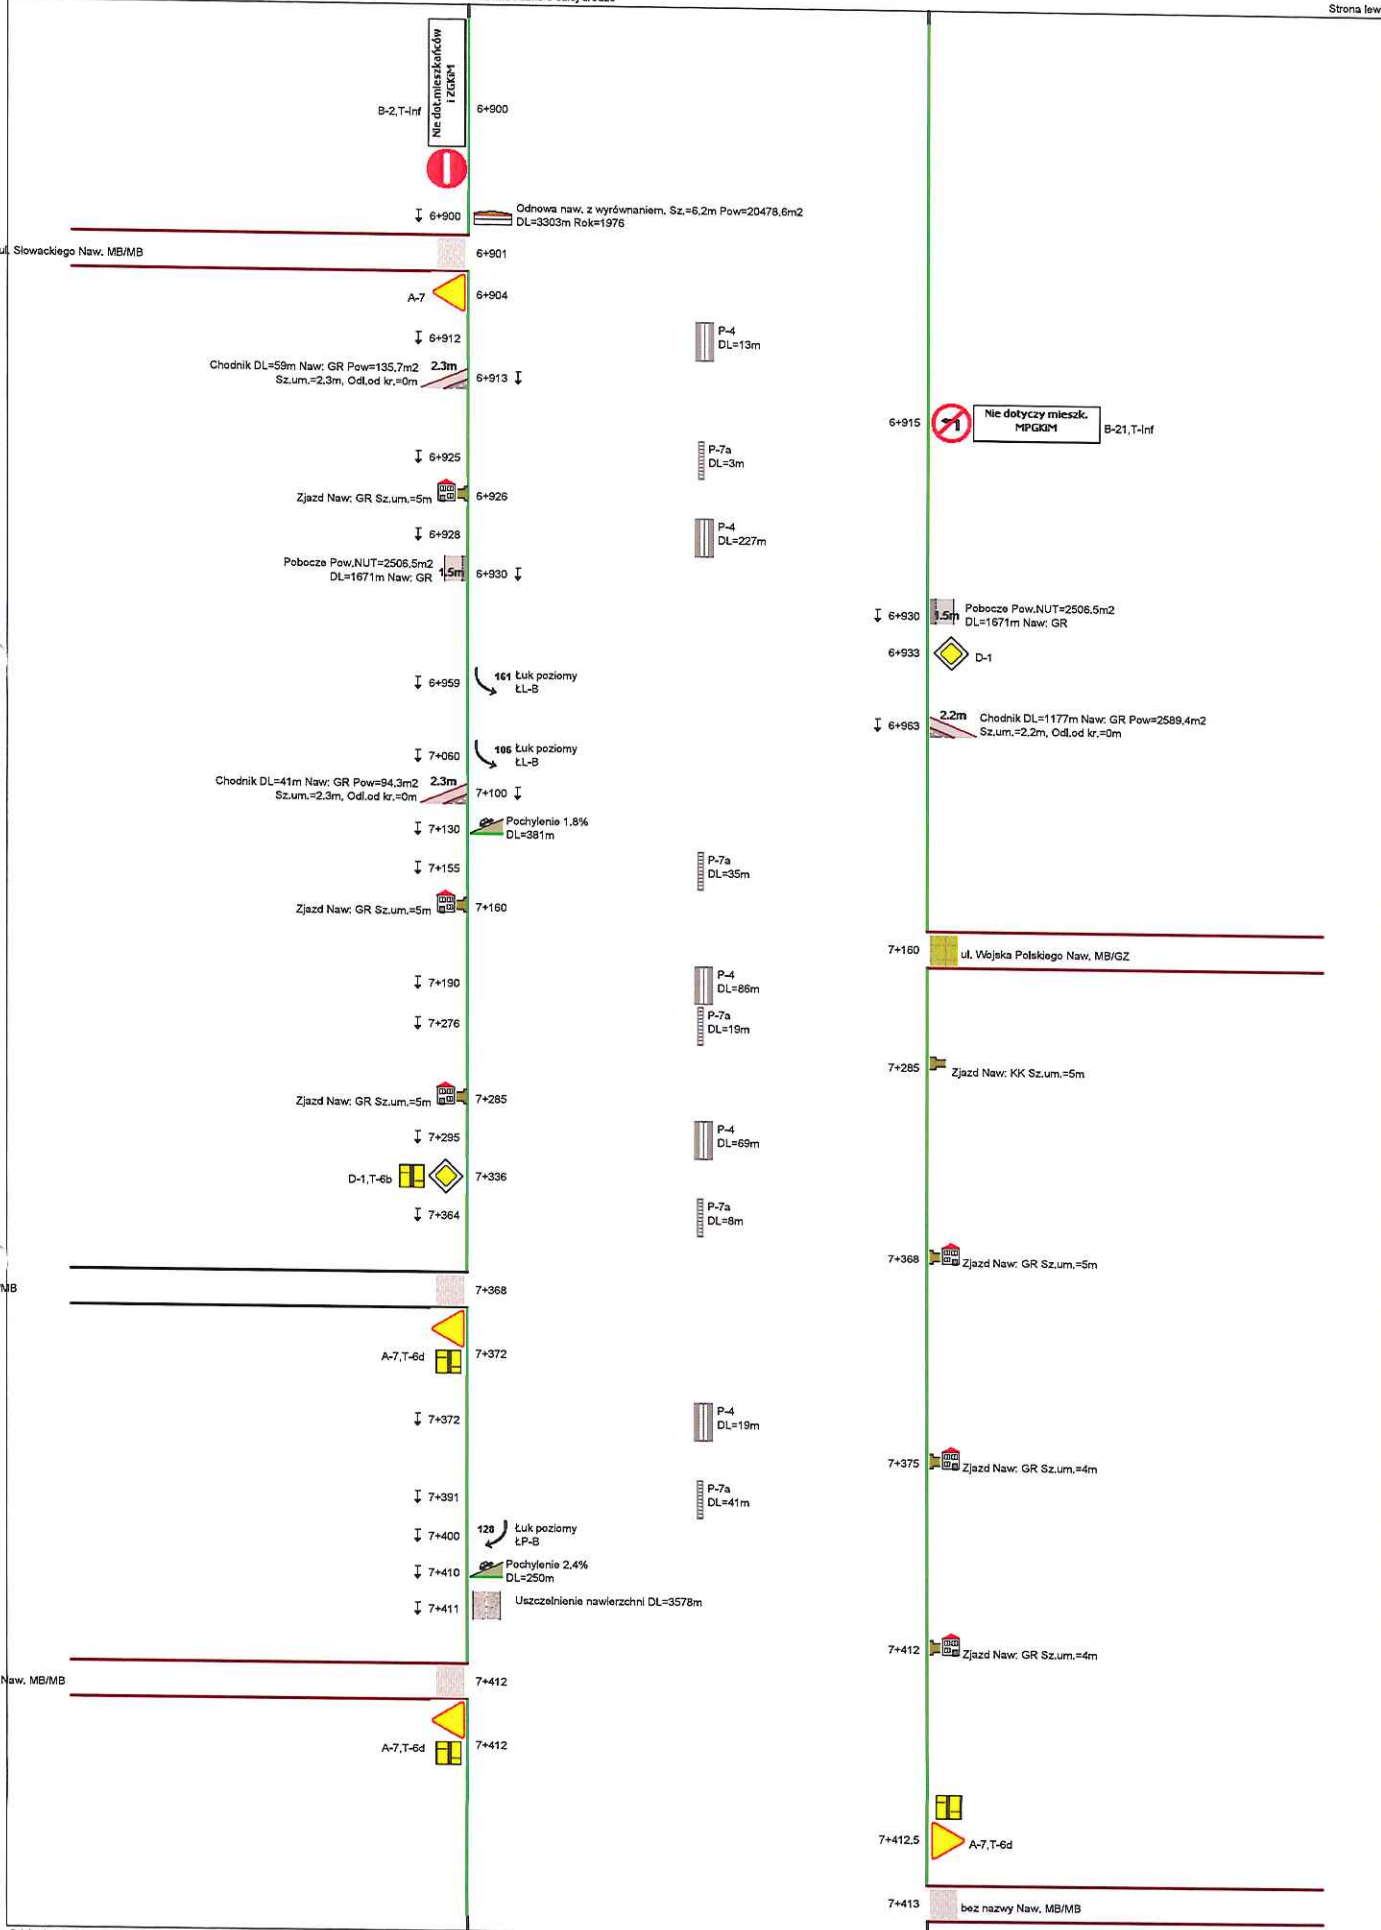 Strona lew
Nie dot.mieszkańców
i ZGKiM
B-2,T-Inf
6+900
6+900
Odnowa naw. z wyrównaniem. Sz.=6,2m Pow=20478,6m2
DL=3303m Rok=1976
ul. Słowackiego Naw. MB/MB
6+901
A-7
6+904
6+912
P-4
DL=13m
Chodnik DL=59m Naw: GR Pow=135.7m2
Sz.um.=2.3m, Odl.od kr.=0m
2.3m
6+913
6+915
Nie dotyczy mieszk.
MPGKiM
B-21,T-Inf
6+925
P-7a
DL=3m
Zjazd Naw: GR Sz.um.=5m
6+926
6+928
P-4
DL=227m
Pobocze Pow.NUT=2506.5m2
DL=1671m Naw: GR
1.5m
6+930
6+930
1.5m
Pobocze Pow.NUT=2506.5m2
DL=1671m Naw: GR
6+933
D-1
6+959
161
Łuk poziomy
ŁL-B
6+963
2.2m
Chodnik DL=1177m Naw: GR Pow=2589.4m2
Sz.um.=2.2m, Odl.od kr.=0m
7+060
105
Łuk poziomy
ŁL-B
Chodnik DL=41m Naw: GR Pow=94.3m2
Sz.um.=2.3m, Odl.od kr.=0m
2.3m
7+100
7+130
Pochylenie 1.8%
DL=381m
7+155
P-7a
DL=35m
Zjazd Naw: GR Sz.um.=5m
7+160
7+160
ul. Wojska Polskiego Naw. MB/GZ
7+190
P-4
DL=86m
7+276
P-7a
DL=19m
7+285
Zjazd Naw: KK Sz.um.=5m
Zjazd Naw: GR Sz.um.=5m
7+285
7+295
P-4
DL=69m
D-1,T-6b
7+336
7+364
P-7a
DL=8m
7+368
Zjazd Naw: GR Sz.um.=5m
/MB
7+368
A-7,T-6d
7+372
7+372
P-4
DL=19m
7+375
Zjazd Naw: GR Sz.um.=4m
7+391
P-7a
DL=41m
7+400
120
Łuk poziomy
ŁP-B
7+410
Pochylenie 2.4%
DL=250m
7+411
Uszczelnienie nawierzchni DL=3578m
7+412
Zjazd Naw: GR Sz.um.=4m
Naw. MB/MB
7+412
A-7,T-6d
7+412
7+412.5
A-7,T-6d
7+413
bez nazwy Naw. MB/MB